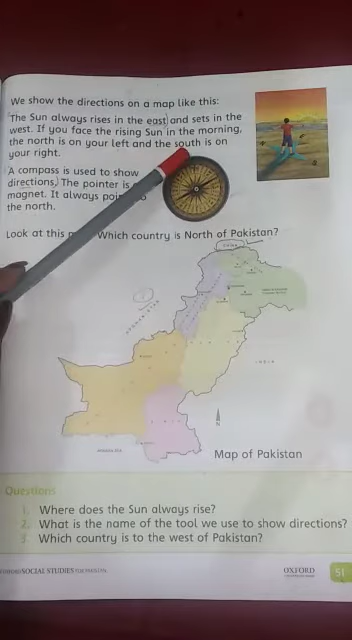 We show the directions on a map like this:
The Sun always rises in the east and sets in the
west. If you face the rising Sun in the morning,
the north is on your left and the south is on
your right.
A compass is used to show
directions. The pointer is
magnet. It always
the north.
Look at this Which country is North of Pakistan?
CHINA
AFGHANISTAN
INDIA
ARABIAN SEA
N
Map of Pakistan
Questions
1. Where does the Sun always rise?
2. What is the name of the tool we use to show directions?
3. Which country is to the west of Pakistan?
SOCIAL STUDIES FOR PAKISTAN
OXFORD
51